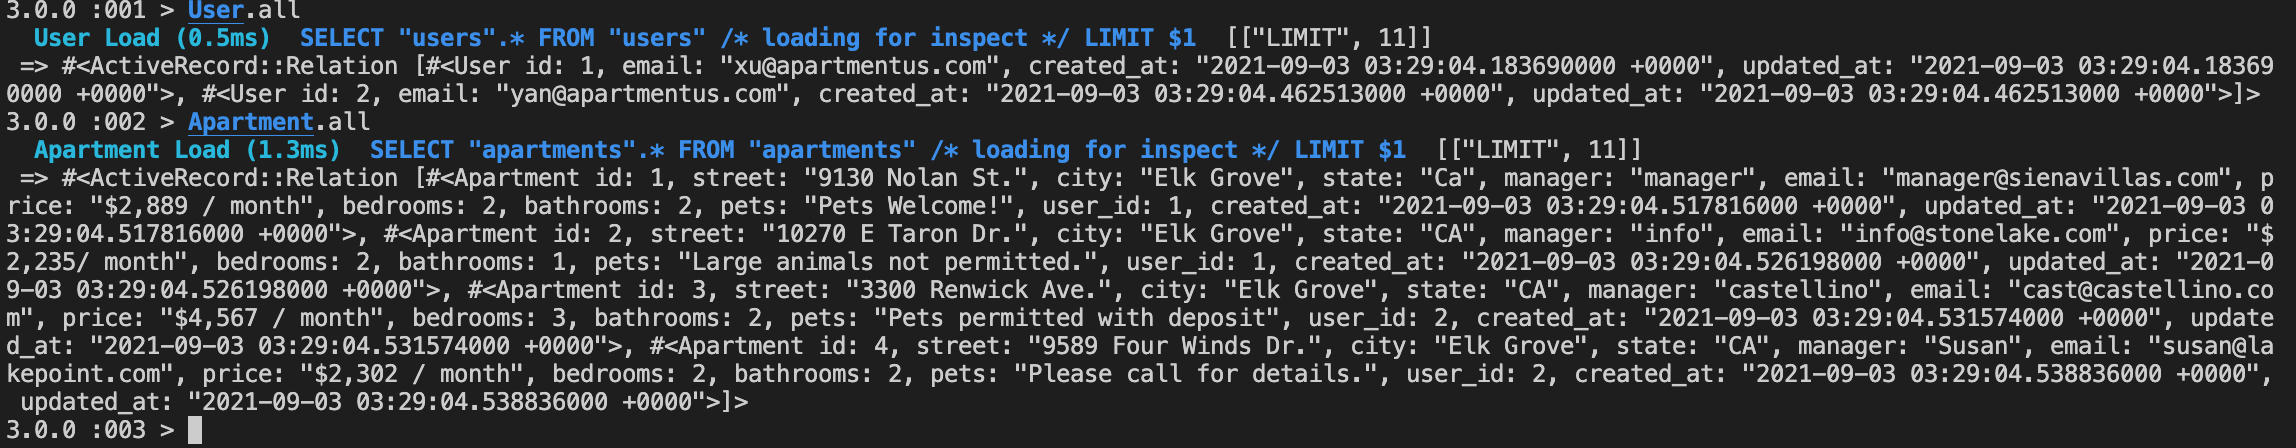 3.0.0 :001 > User.all
  User Load (0.5ms)  SELECT "users".* FROM "users" /* loading for inspect */ LIMIT $1  [["LIMIT", 11]]
 => #<ActiveRecord::Relation [#<User id: 1, email: "xu@apartmentus.com", created_at: "2021-09-03 03:29:04.183690000 +0000", updated_at: "2021-09-03 03:29:04.18369
0000 +0000">, #<User id: 2, email: "yan@apartmentus.com", created_at: "2021-09-03 03:29:04.462513000 +0000", updated_at: "2021-09-03 03:29:04.462513000 +0000">]>
3.0.0 :002 > Apartment.all
  Apartment Load (1.3ms)  SELECT "apartments".* FROM "apartments" /* loading for inspect */ LIMIT $1  [["LIMIT", 11]]
 => #<ActiveRecord::Relation [#<Apartment id: 1, street: "9130 Nolan St.", city: "Elk Grove", state: "Ca", manager: "manager", email: "manager@sienavillas.com", p
rice: "$2,889 / month", bedrooms: 2, bathrooms: 2, pets: "Pets Welcome!", user_id: 1, created_at: "2021-09-03 03:29:04.517816000 +0000", updated_at: "2021-09-03 0
3:29:04.517816000 +0000">, #<Apartment id: 2, street: "10270 E Taron Dr.", city: "Elk Grove", state: "CA", manager: "info", email: "info@stonelake.com", price: "$
2,235/ month", bedrooms: 2, bathrooms: 1, pets: "Large animals not permitted.", user_id: 1, created_at: "2021-09-03 03:29:04.526198000 +0000", updated_at: "2021-0
9-03 03:29:04.526198000 +0000">, #<Apartment id: 3, street: "3300 Renwick Ave.", city: "Elk Grove", state: "CA", manager: "castellino", email: "cast@castellino.co
m", price: "$4,567 / month", bedrooms: 3, bathrooms: 2, pets: "Pets permitted with deposit", user_id: 2, created_at: "2021-09-03 03:29:04.531574000 +0000", update
d_at: "2021-09-03 03:29:04.531574000 +0000">, #<Apartment id: 4, street: "9589 Four Winds Dr.", city: "Elk Grove", state: "CA", manager: "Susan", email: "susan@la
kepoint.com", price: "$2,302 / month", bedrooms: 2, bathrooms: 2, pets: "Please call for details.", user_id: 2, created_at: "2021-09-03 03:29:04.538836000 +0000",
 updated_at: "2021-09-03 03:29:04.538836000 +0000">]>
3.0.0 :003 >